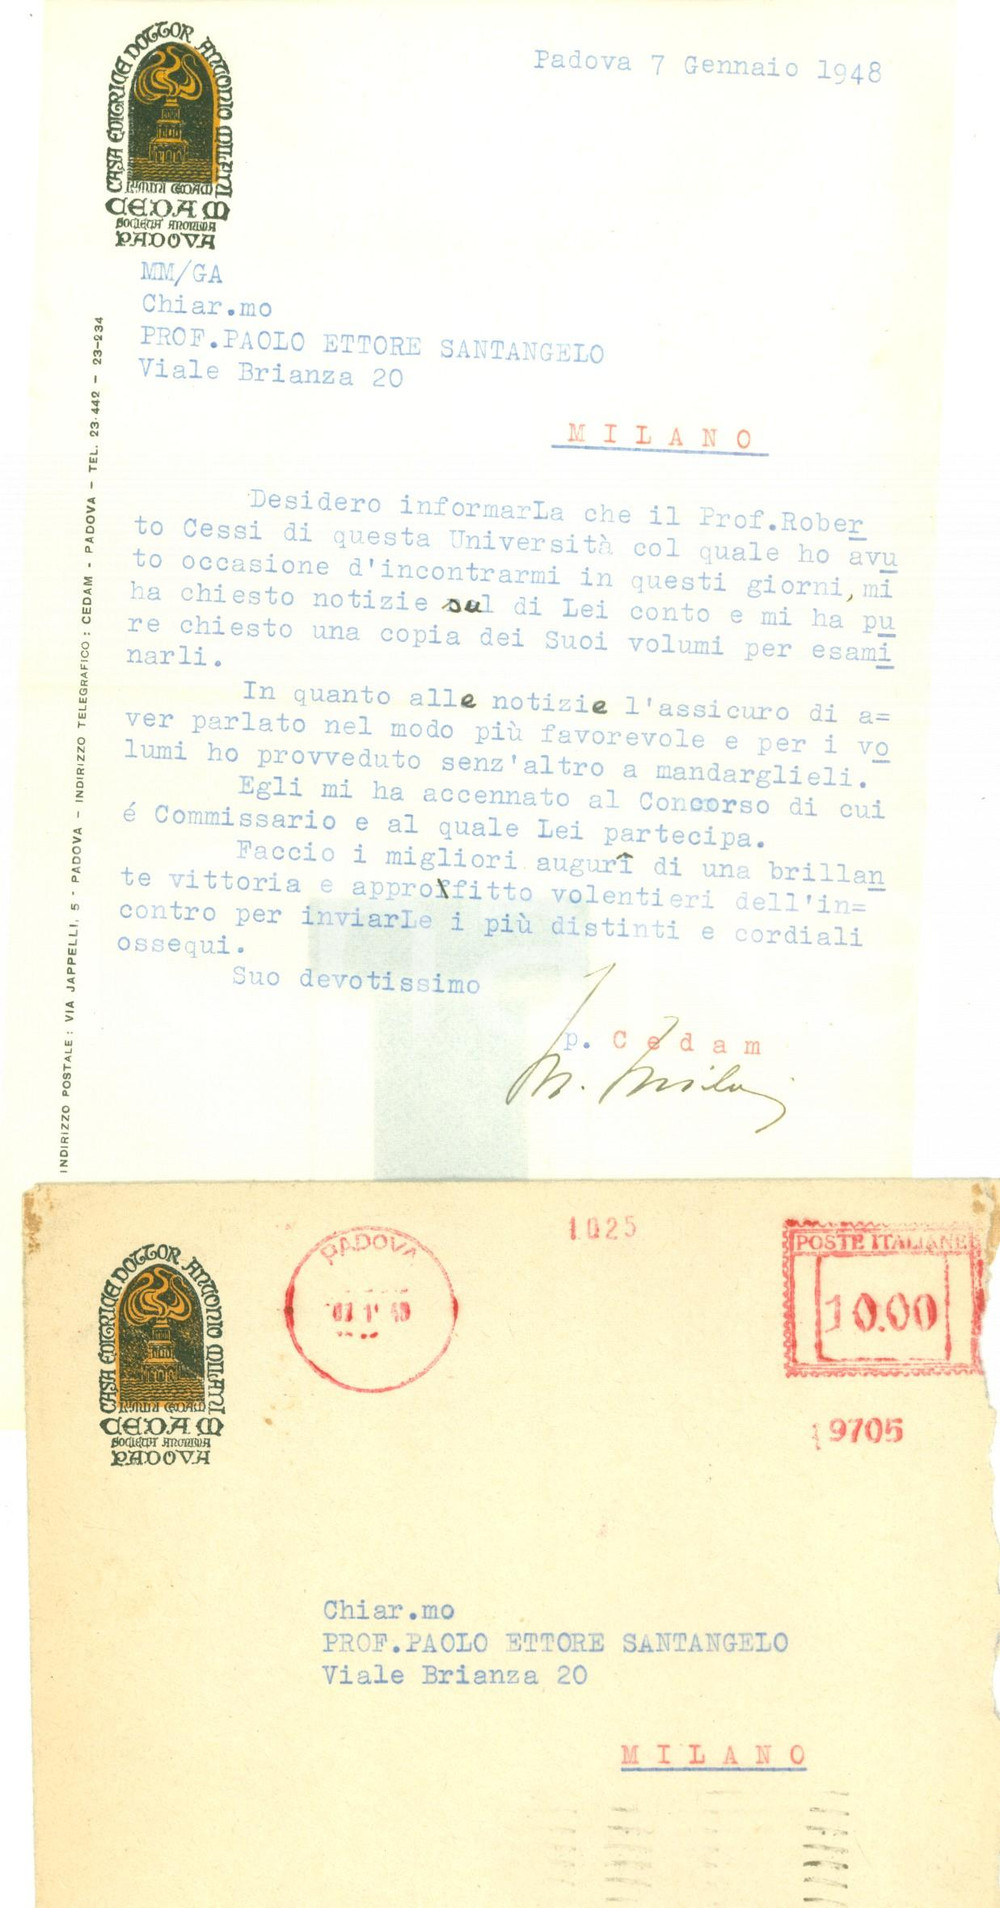 CASA EDITRICE DOTTOR ANTONIO MILANI
LUMINI CEDAM
CEDAM
SOCIETÀ ANONIMA
PADOVA
Padova 7 Gennaio 1948
MM/GA
Chiar.mo
PROF.PAOLO ETTORE SANTANGELO
Viale Brianza 20
MILANO
INDIRIZZO POSTALE : VIA JAPPELLI, 5 - PADOVA - INDIRIZZO TELEGRAFICO : CEDAM - PADOVA - TEL. 23-442 - 23-234
Desidero informarLa che il Prof.Rober
to Cessi di questa Università col quale ho avu
to occasione d'incontrarmi in questi giorni, mi
ha chiesto notizie sul di Lei conto e mi ha pu
re chiesto una copia dei Suoi volumi per esami
narli.
In quanto alle notizie l'assicuro di a=
ver parlato nel modo più favorevole e per i vo
lumi ho provveduto senz'altro a mandarglieli.
Egli mi ha accennato al Concorso di cui
é Commissario e al quale Lei partecipa.
Faccio i migliori augurî di una brillan
te vittoria e approfitto volentieri dell'in=
contro per inviarLe i più distinti e cordiali
ossequi.
Suo devotissimo
p. Cedam
M. Milani
CASA EDITRICE DOTTOR ANTONIO MILANI
LUMINI CEDAM
CEDAM
SOCIETÀ ANONIMA
PADOVA
PADOVA
1025
POSTE ITALIANE
10.00
19705
Chiar.mo
PROF.PAOLO ETTORE SANTANGELO
Viale Brianza 20
MILANO